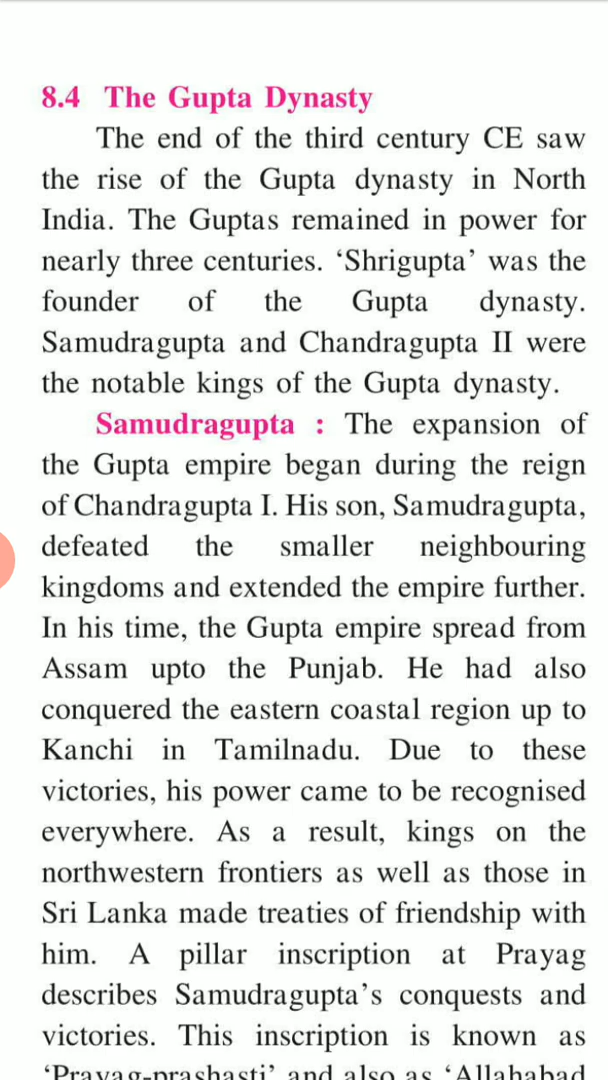 8.4 The Gupta Dynasty
The end of the third century CE saw
the rise of the Gupta dynasty in North
India. The Guptas remained in power for
nearly three centuries. ‘Shrigupta’ was the
founder of the Gupta dynasty.
Samudragupta and Chandragupta II were
the notable kings of the Gupta dynasty.
Samudragupta : The expansion of
the Gupta empire began during the reign
of Chandragupta I. His son, Samudragupta,
defeated the smaller neighbouring
kingdoms and extended the empire further.
In his time, the Gupta empire spread from
Assam upto the Punjab. He had also
conquered the eastern coastal region up to
Kanchi in Tamilnadu. Due to these
victories, his power came to be recognised
everywhere. As a result, kings on the
northwestern frontiers as well as those in
Sri Lanka made treaties of friendship with
him. A pillar inscription at Prayag
describes Samudragupta’s conquests and
victories. This inscription is known as
‘Prayag-prashasti’ and also as ‘Allahabad